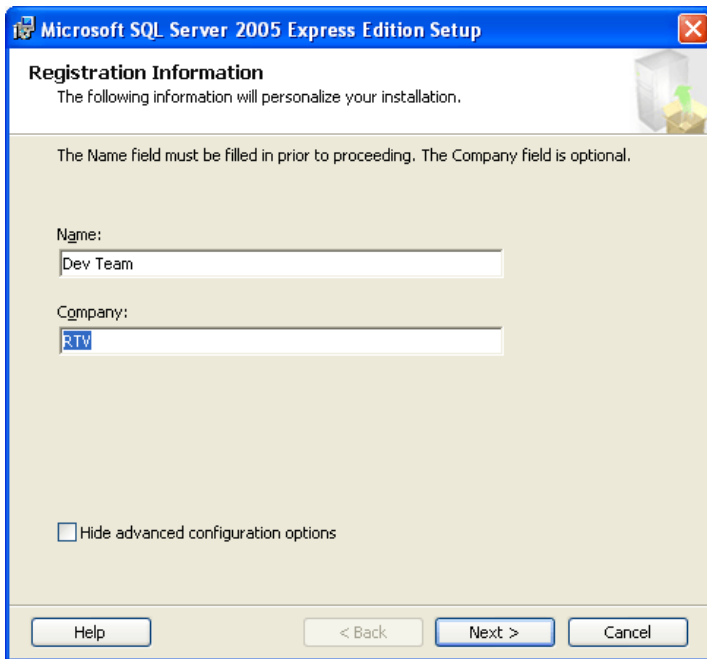 Microsoft SQL Server 2005 Express Edition Setup
Registration Information
The following information will personalize your installation.
The Name field must be filled in prior to proceeding. The Company field is optional.
Name:
Dev Team
Company:
RTV
Hide advanced configuration options
Help
< Back
Next >
Cancel